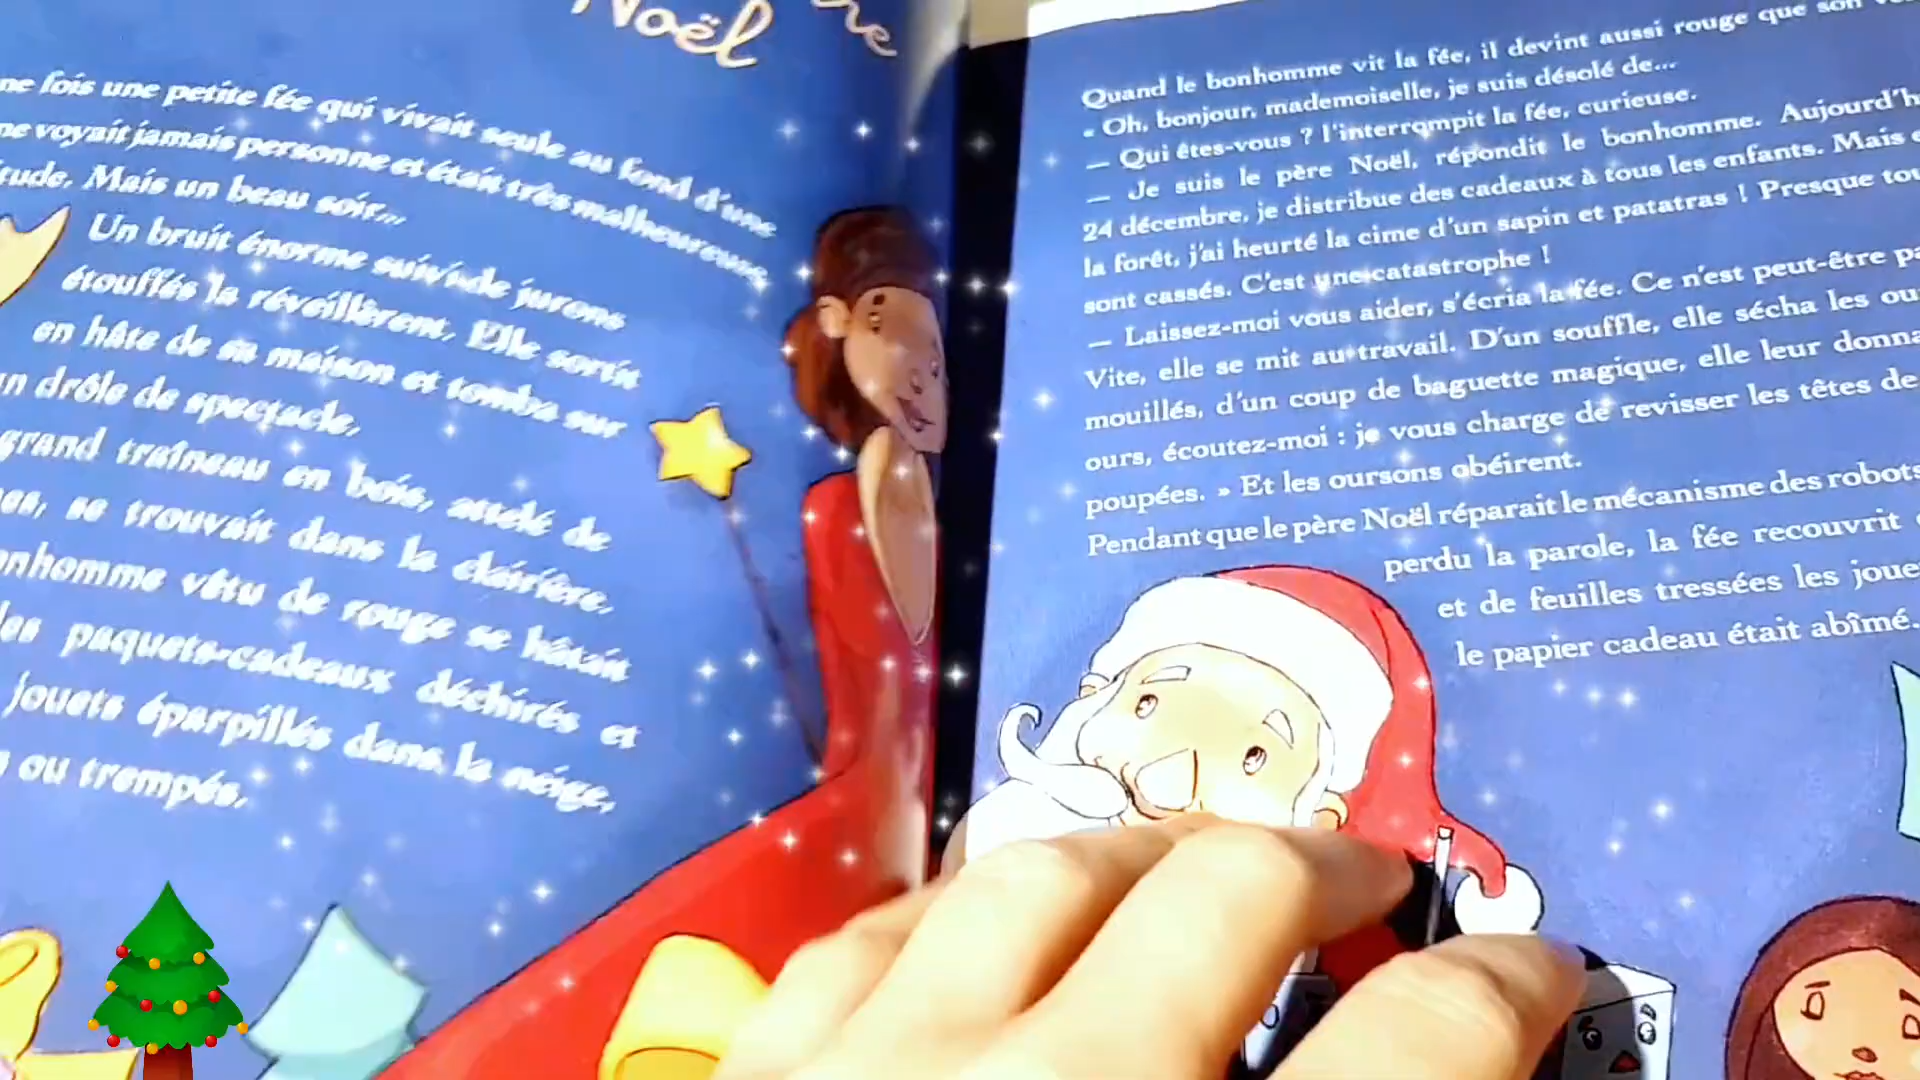 Noël
ne fois une petite fée qui vivait seule au fond d'une
ne voyait jamais personne et était très malheureuse.
tude. Mais un beau soir...
Un bruit énorme suivi de jurons
étouffés la réveillèrent. Elle sortit
en hâte de sa maison et tomba sur
un drôle de spectacle.
grand traîneau en bois, attelé de
se trouvait dans la clairière.
onhomme vêtu de rouge se hâtait
des paquets-cadeaux déchirés et
jouets éparpillés dans la neige,
ou trempés.
Quand le bonhomme vit la fée, il devint aussi rouge que son
« Oh, bonjour, mademoiselle, je suis désolé de...
— Qui êtes-vous ? l'interrompit la fée, curieuse.
— Je suis le père Noël, répondit le bonhomme. Aujourd'h
24 décembre, je distribue des cadeaux à tous les enfants. Mais
la forêt, j'ai heurté la cime d'un sapin et patatras ! Presque tou
sont cassés. C'est une catastrophe !
— Laissez-moi vous aider, s'écria la fée. Ce n'est peut-être pa
Vite, elle se mit au travail. D'un souffle, elle sécha les ou
mouillés, d'un coup de baguette magique, elle leur donna
ours, écoutez-moi : je vous charge de revisser les têtes de
poupées. » Et les oursons obéirent.
Pendant que le père Noël réparait le mécanisme des robots
perdu la parole, la fée recouvrit
et de feuilles tressées les joue
le papier cadeau était abîmé.